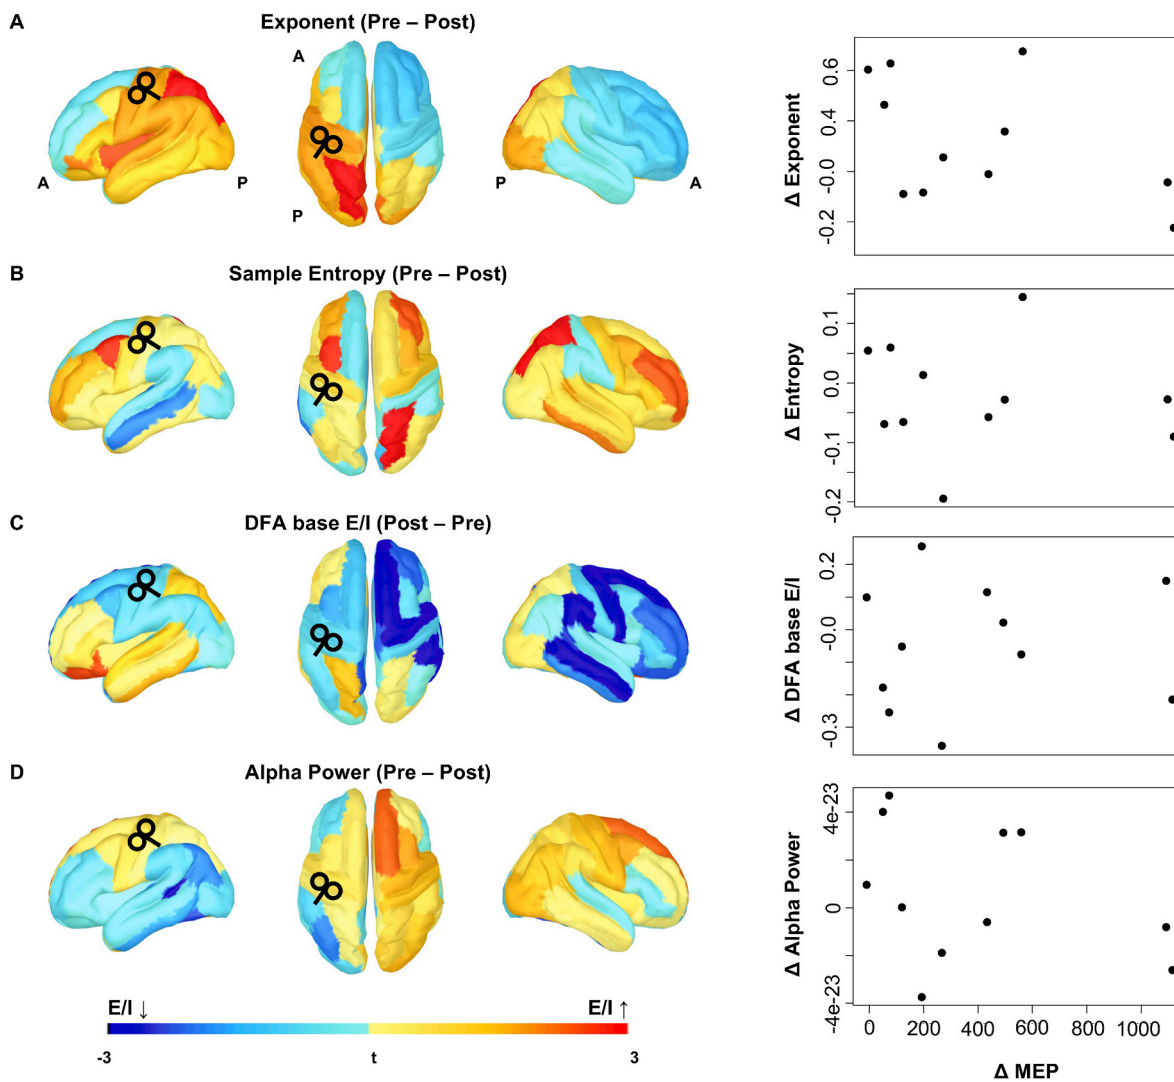 A Exponent (Pre – Post)
A
A P
P
P A
Δ Exponent
0.6
0.4
-0.0
-0.2
B Sample Entropy (Pre – Post)
Δ Entropy
0.1
0.0
-0.1
-0.2
C DFA base E/I (Post – Pre)
Δ DFA base E/I
0.2
-0.0
-0.3
D Alpha Power (Pre – Post)
Δ Alpha Power
4e-23
0
-4e-23
0 200 400 600 800 1000
Δ MEP
E/I ↓ E/I ↑
-3 t 3